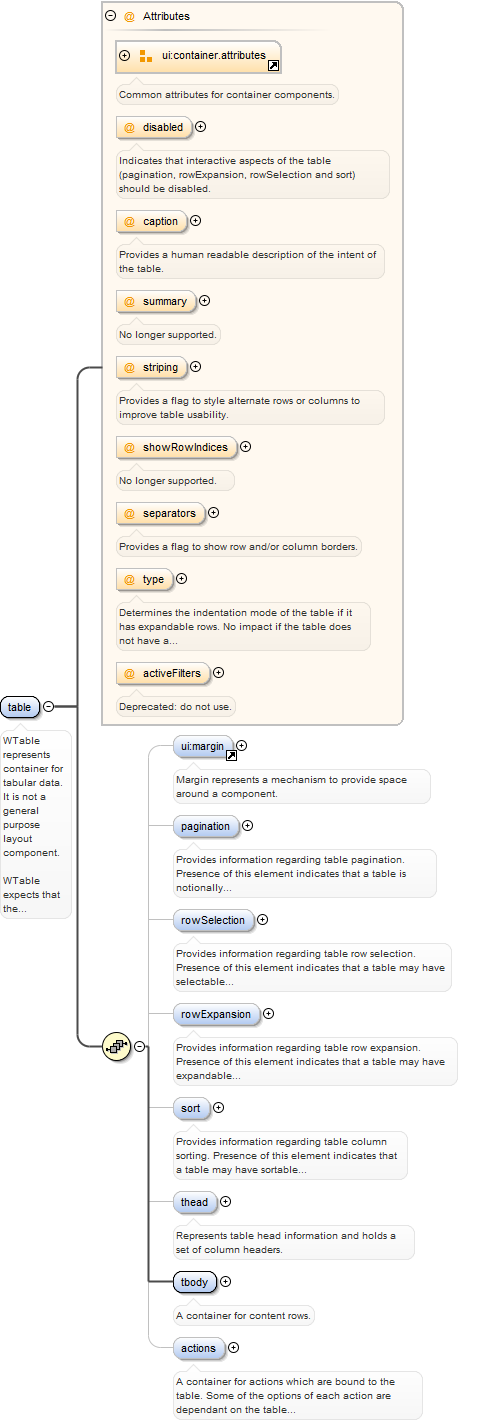 @ Attributes
ui:container.attributes
Common attributes for container components.
@ disabled
Indicates that interactive aspects of the table
(pagination, rowExpansion, rowSelection and sort)
should be disabled.
@ caption
Provides a human readable description of the intent of
the table.
@ summary
No longer supported.
@ striping
Provides a flag to style alternate rows or columns to
improve table usability.
@ showRowIndices
No longer supported.
@ separators
Provides a flag to show row and/or column borders.
@ type
Determines the indentation mode of the table if it
has expandable rows. No impact if the table does
not have a...
@ activeFilters
Deprecated: do not use.
table
WTable
represents
container for
tabular data.
It is not a
general
purpose
layout
component.
WTable
expects that
the...
ui:margin
Margin represents a mechanism to provide space
around a component.
pagination
Provides information regarding table pagination.
Presence of this element indicates that a table is
notionally...
rowSelection
Provides information regarding table row selection.
Presence of this element indicates that a table may have
selectable...
rowExpansion
Provides information regarding table row expansion.
Presence of this element indicates that a table may have
expandable...
sort
Provides information regarding table column
sorting. Presence of this element indicates that
a table may have sortable...
thead
Represents table head information and holds a
set of column headers.
tbody
A container for content rows.
actions
A container for actions which are bound to the
table. Some of the options of each action are
dependant on the table...